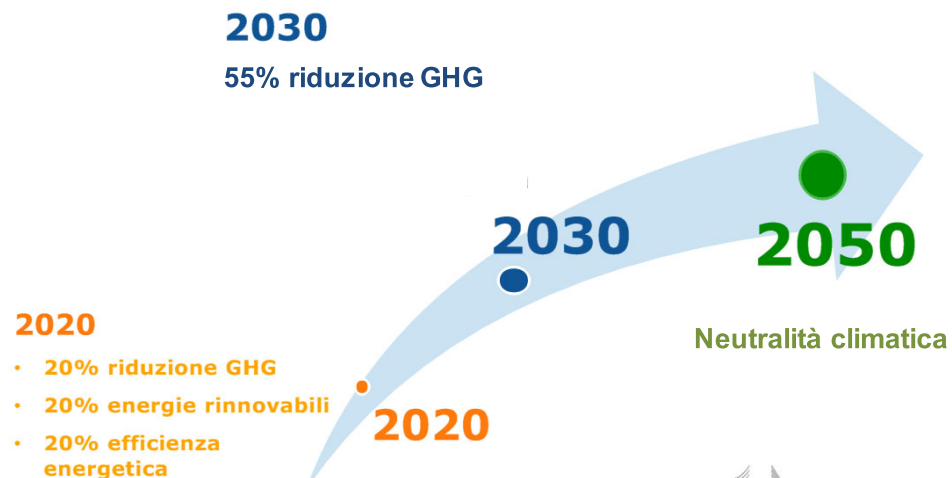 2030
55% riduzione GHG
2030
2050
Neutralità climatica
2020
• 20% riduzione GHG
• 20% energie rinnovabili
• 20% efficienza
energetica
2020